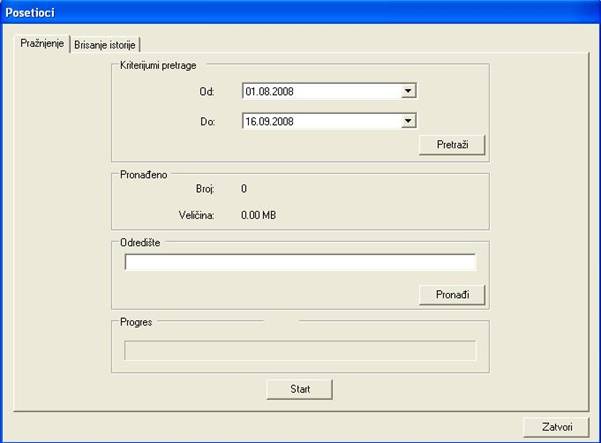 Posetioci
Pražnjenje Brisanje istorije
Kriterijumi pretrage
Od: 01.08.2008
Do: 16.09.2008
Pretraži
Pronađeno
Broj: 0
Veličina: 0.00 MB
Odredište
Pronađi
Progres
Start
Zatvori